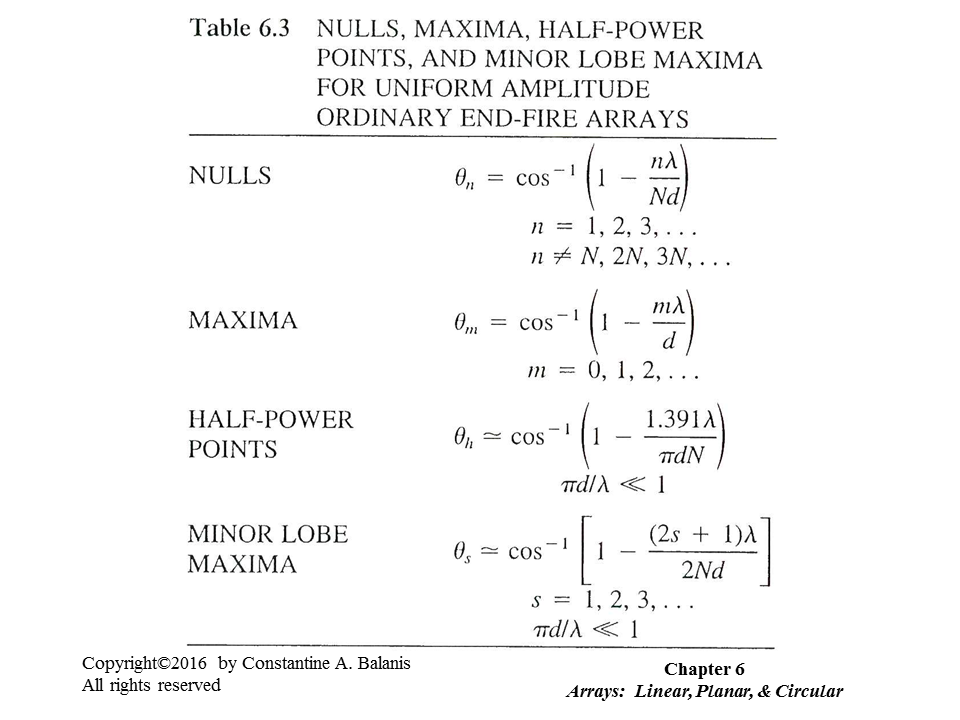 Table 6.3 NULLS, MAXIMA, HALF-POWER
POINTS, AND MINOR LOBE MAXIMA
FOR UNIFORM AMPLITUDE
ORDINARY END-FIRE ARRAYS
NULLS θₙ = cos⁻¹ (1 − nλ/Nd)
n = 1, 2, 3, . . .
n ≠ N, 2N, 3N, . . .
MAXIMA θₘ = cos⁻¹ (1 − mλ/d)
m = 0, 1, 2, . . .
HALF-POWER
POINTS θₕ ≃ cos⁻¹ (1 − 1.391λ/πdN)
πd/λ ≪ 1
MINOR LOBE
MAXIMA θₛ ≃ cos⁻¹ [1 − (2s + 1)λ/2Nd]
s = 1, 2, 3, . . .
πd/λ ≪ 1
Copyright©2016 by Constantine A. Balanis
All rights reserved
Chapter 6
Arrays: Linear, Planar, & Circular